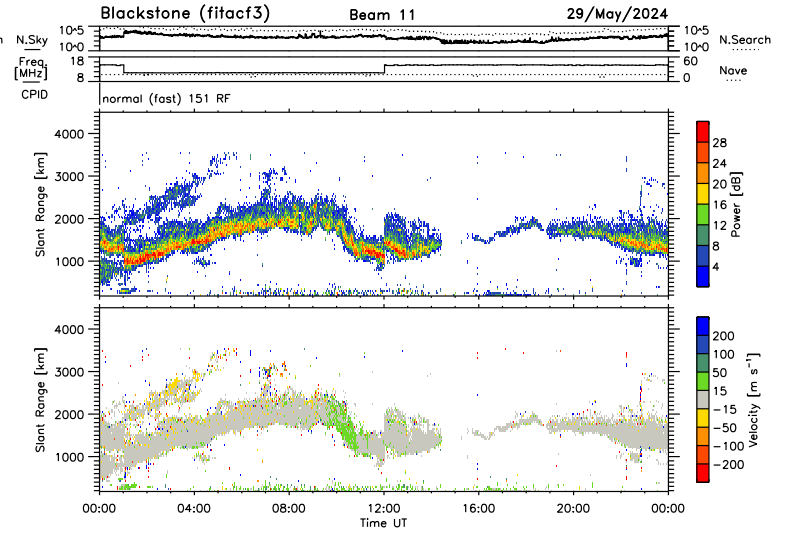 Blackstone (fitacf3)
Beam 11
29/May/2024
n
N.Sky
10^5
10^0
10^5
10^0
N.Search
Freq.
[MHz]
18
8
60
0
Nave
CPID
normal (fast) 151 RF
4000
3000
2000
1000
Slant Range [km]
28
24
20
16
12
8
4
Power [dB]
4000
3000
2000
1000
Slant Range [km]
200
100
50
15
-15
-50
-100
-200
Velocity [m s⁻¹]
00:00
04:00
08:00
12:00
16:00
20:00
00:00
Time UT